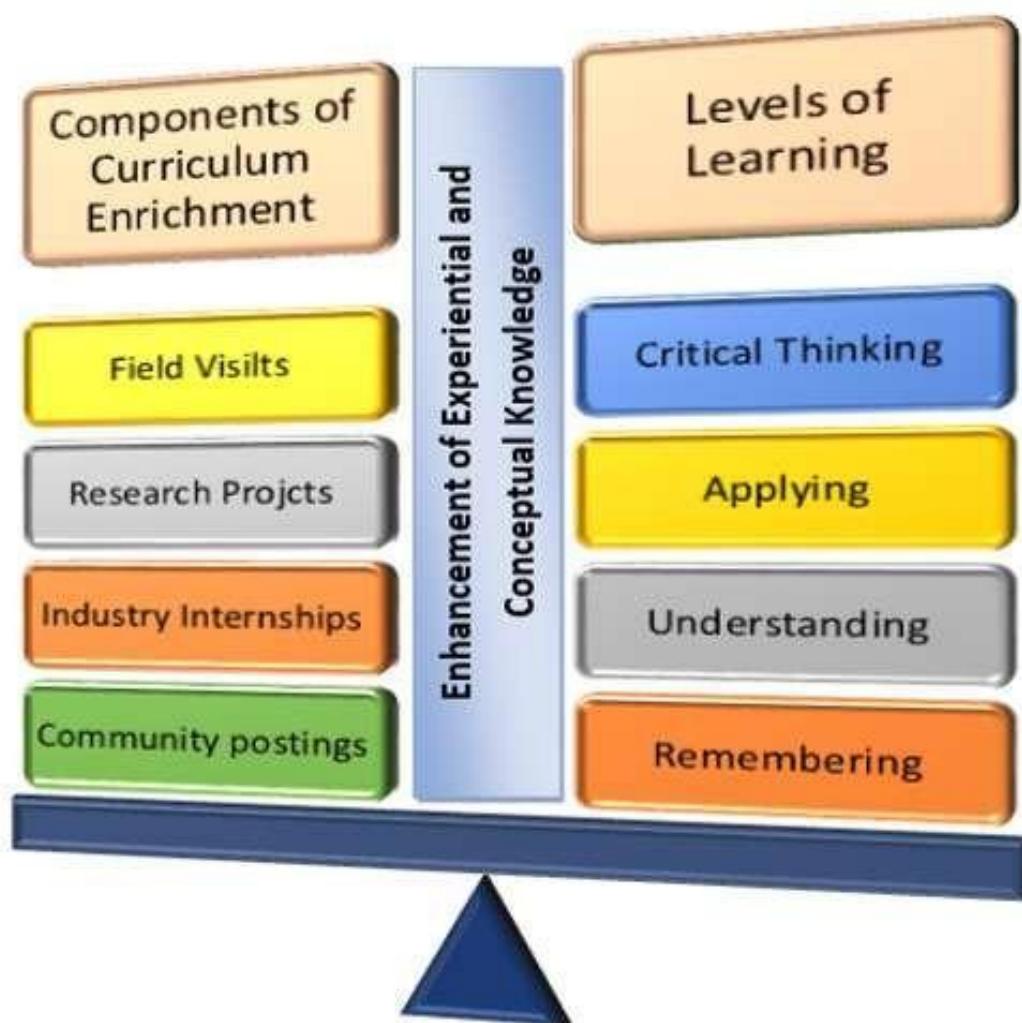 Components of
Curriculum
Enrichment
Field Visilts
Research Projcts
Industry Internships
Community postings
Enhancement of Experiential and
Conceptual Knowledge
Levels of
Learning
Critical Thinking
Applying
Understanding
Remembering